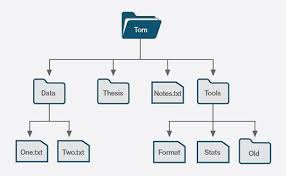 Tom
Data Thesis Notes.txt Tools
One.txt Two.txt Format Stats Old